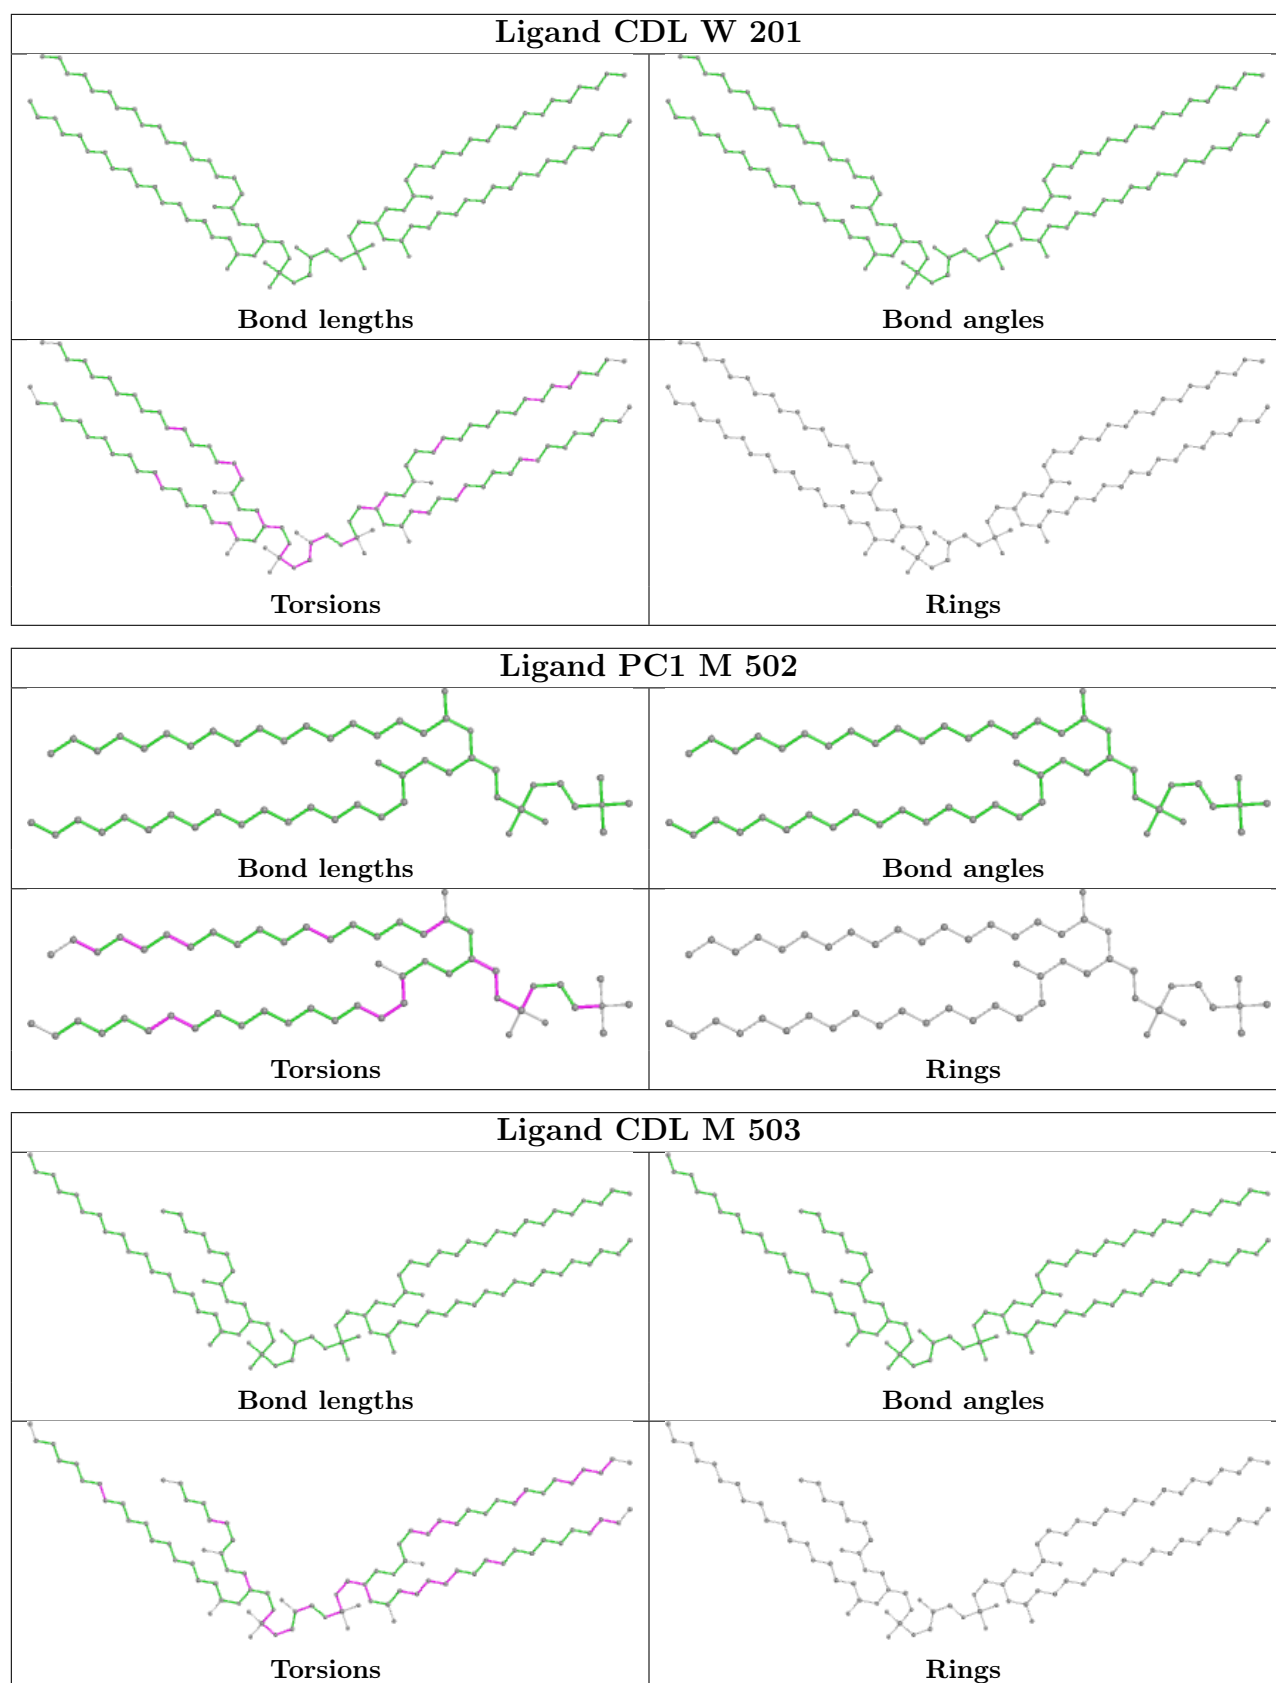 Ligand CDL W 201
Bond lengths
Bond angles
Torsions
Rings
Ligand PC1 M 502
Bond lengths
Bond angles
Torsions
Rings
Ligand CDL M 503
Bond lengths
Bond angles
Torsions
Rings